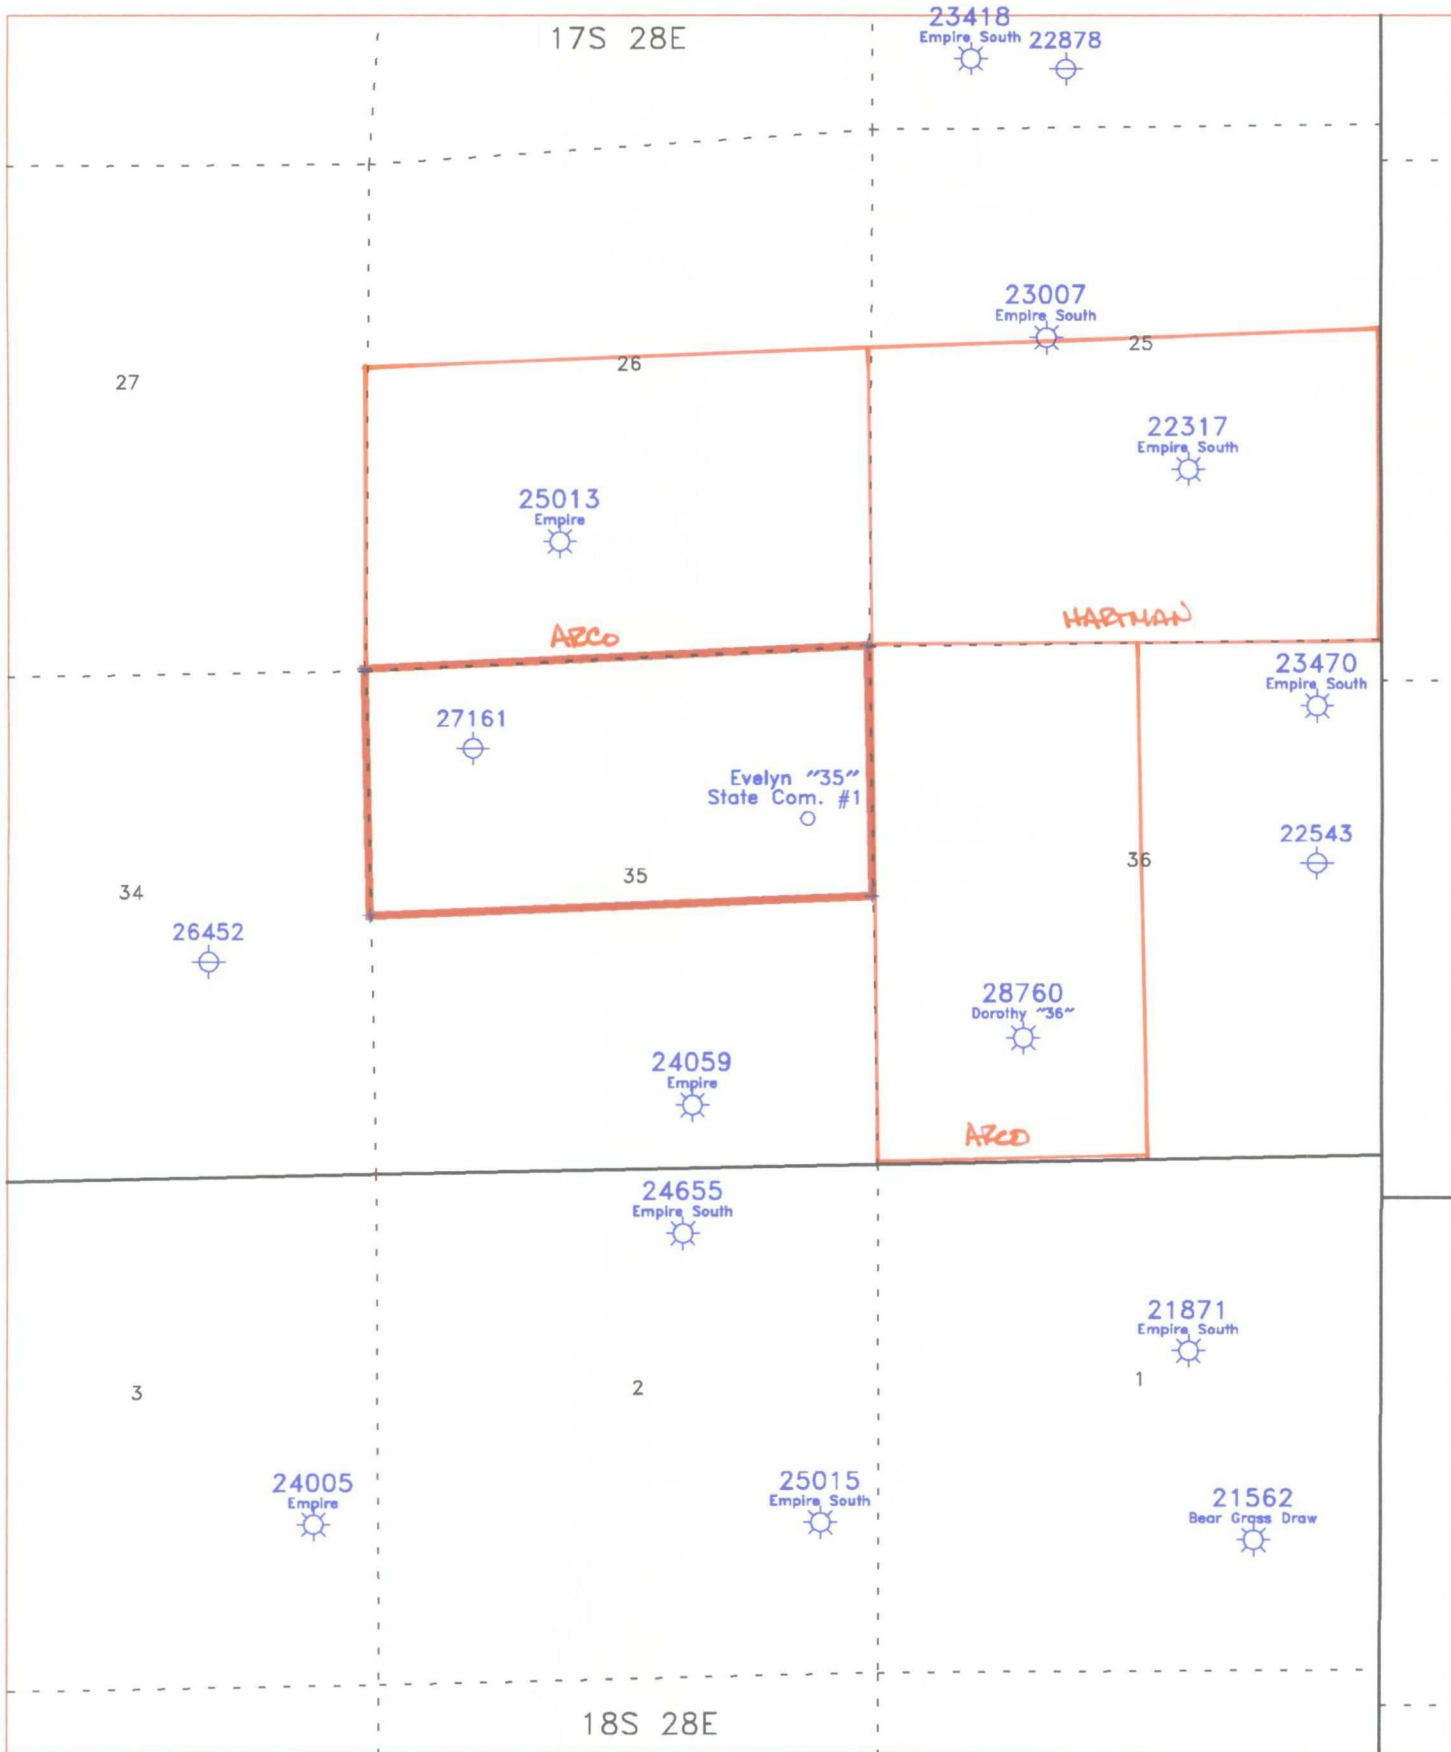 17S 28E
23418
Empire South
22878
23007
Empire South
25
26
27
22317
Empire South
25013
Empire
HARTMAN
ARCO
23470
Empire South
27161
Evelyn "35"
State Com. #1
22543
36
35
34
26452
28760
Dorothy "36"
24059
Empire
ARCO
24655
Empire South
21871
Empire South
1
2
3
24005
Empire
25015
Empire South
21562
Bear Grass Draw
18S 28E